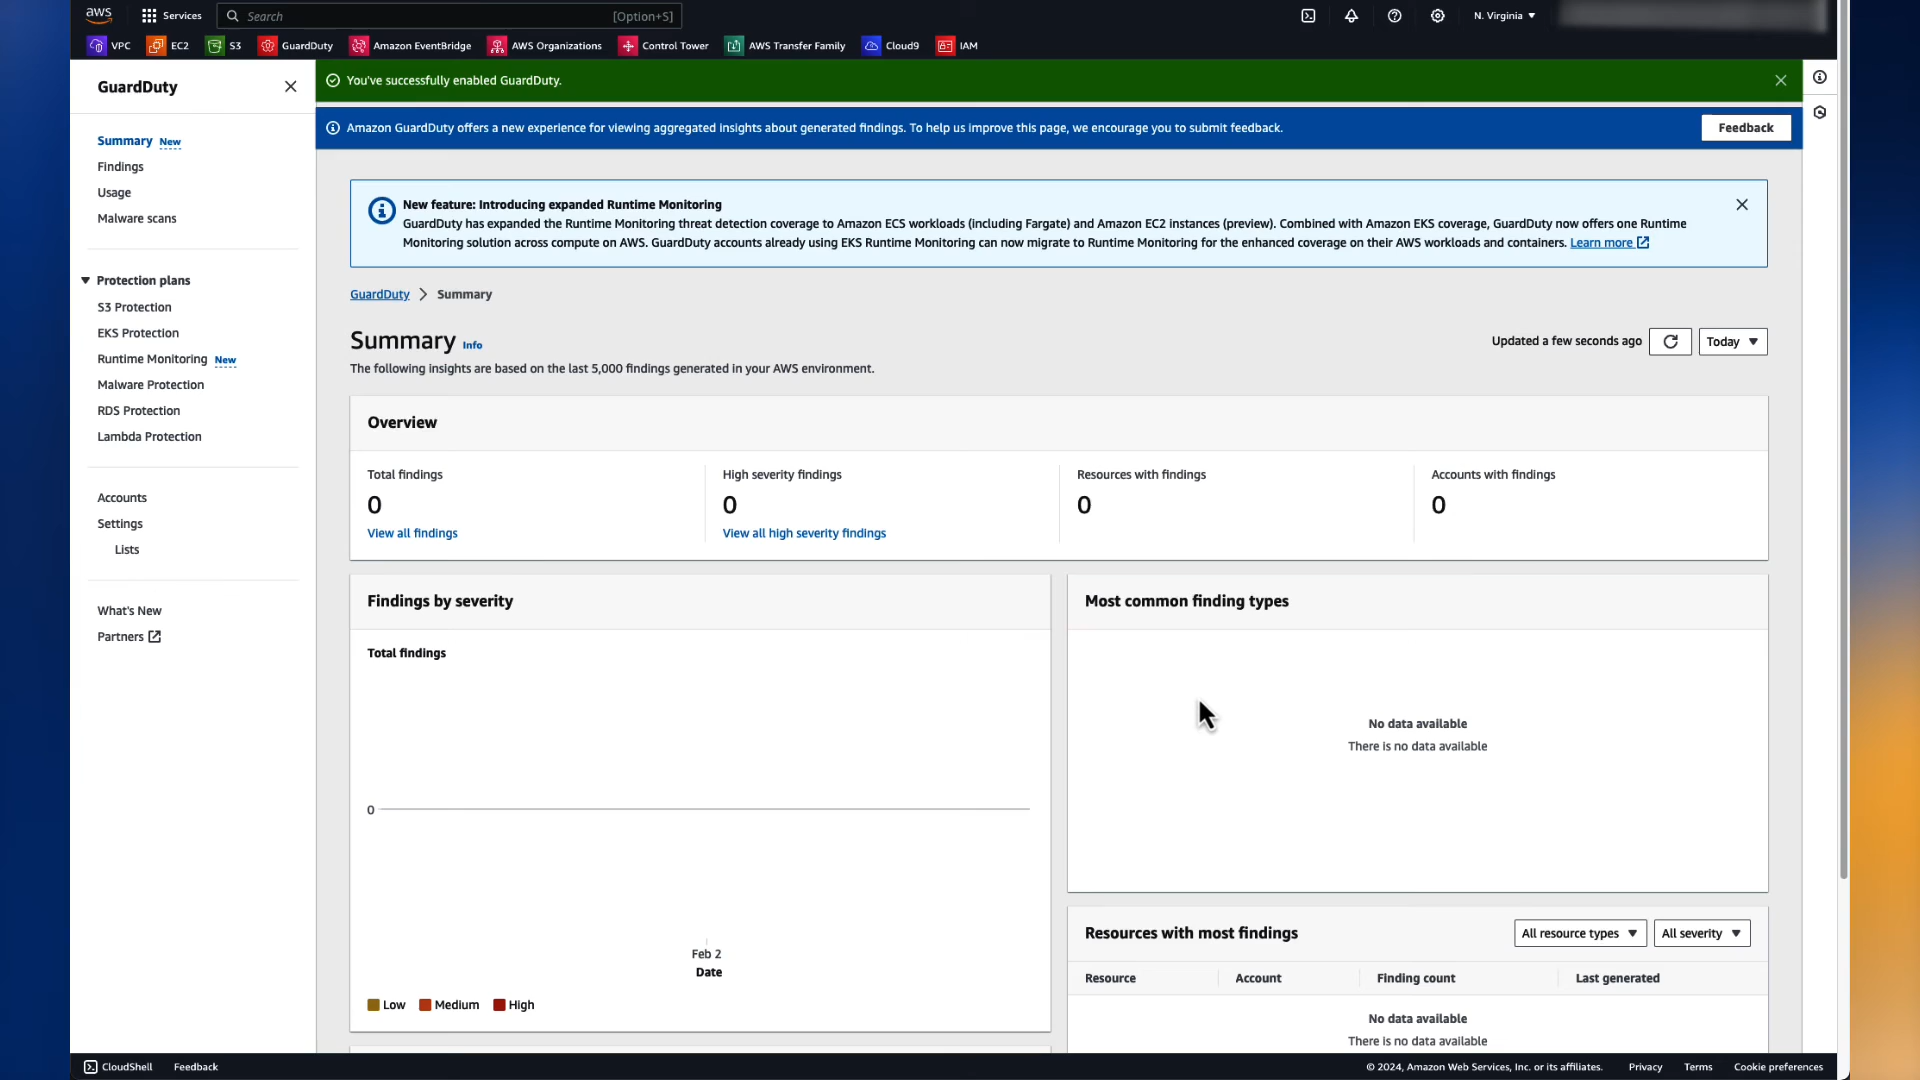 aws
Services
Search
[Option+S]
N. Virginia
VPC
EC2
S3
GuardDuty
Amazon EventBridge
AWS Organizations
Control Tower
AWS Transfer Family
Cloud9
IAM
GuardDuty
You've successfully enabled GuardDuty.
Amazon GuardDuty offers a new experience for viewing aggregated insights about generated findings. To help us improve this page, we encourage you to submit feedback.
Feedback
Summary New
Findings
Usage
Malware scans
Protection plans
S3 Protection
EKS Protection
Runtime Monitoring New
Malware Protection
RDS Protection
Lambda Protection
Accounts
Settings
Lists
What's New
Partners
New feature: Introducing expanded Runtime Monitoring
GuardDuty has expanded the Runtime Monitoring threat detection coverage to Amazon ECS workloads (including Fargate) and Amazon EC2 instances (preview). Combined with Amazon EKS coverage, GuardDuty now offers one Runtime
Monitoring solution across compute on AWS. GuardDuty accounts already using EKS Runtime Monitoring can now migrate to Runtime Monitoring for the enhanced coverage on their AWS workloads and containers. Learn more
GuardDuty
Summary
Summary Info
Updated a few seconds ago
Today
The following insights are based on the last 5,000 findings generated in your AWS environment.
Overview
Total findings
0
View all findings
High severity findings
0
View all high severity findings
Resources with findings
0
Accounts with findings
0
Findings by severity
Total findings
0
Feb 2
Date
Low
Medium
High
Most common finding types
No data available
There is no data available
Resources with most findings
All resource types
All severity
Resource
Account
Finding count
Last generated
No data available
There is no data available
CloudShell
Feedback
© 2024, Amazon Web Services, Inc. or its affiliates.
Privacy
Terms
Cookie preferences